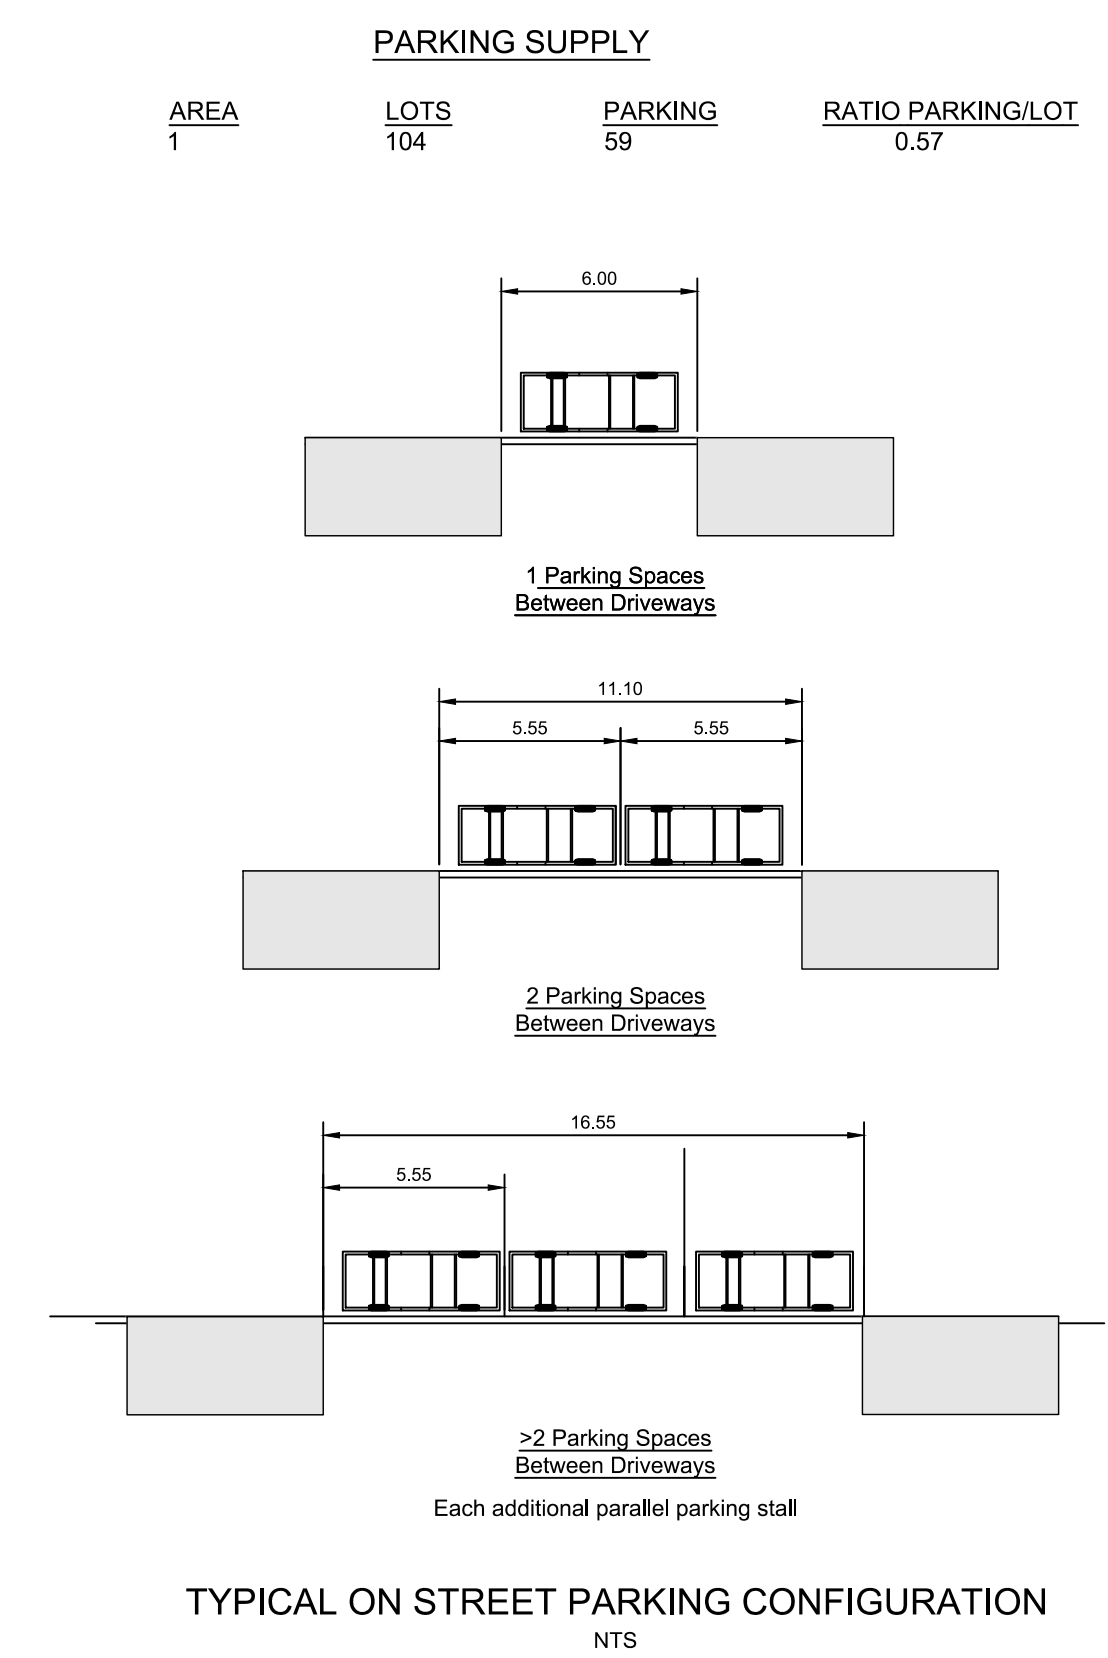 PARKING SUPPLY
AREA LOTS PARKING RATIO PARKING/LOT
1 104 59 0.57
6.00
1 Parking Spaces
Between Driveways
11.10
5.55 5.55
2 Parking Spaces
Between Driveways
16.55
5.55
>2 Parking Spaces
Between Driveways
Each additional parallel parking stall
TYPICAL ON STREET PARKING CONFIGURATION
NTS